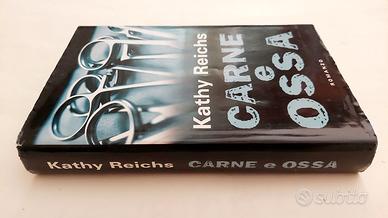 Kathy Reichs
CARNE
e
OSSA
ROMANZO
Kathy Reichs CARNE e OSSA
subito